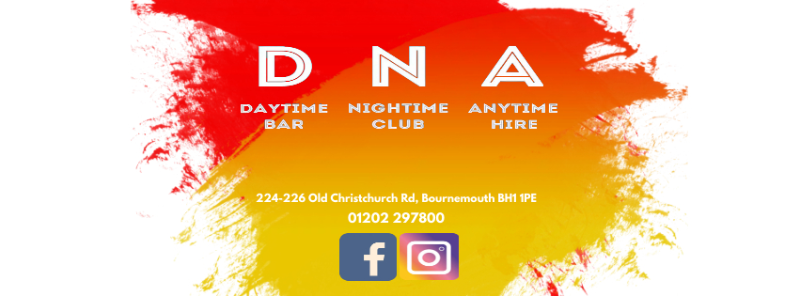 D N A
DAYTIME NIGHTIME ANYTIME
BAR CLUB HIRE
224-226 Old Christchurch Rd, Bournemouth BH1 1PE
01202 297800